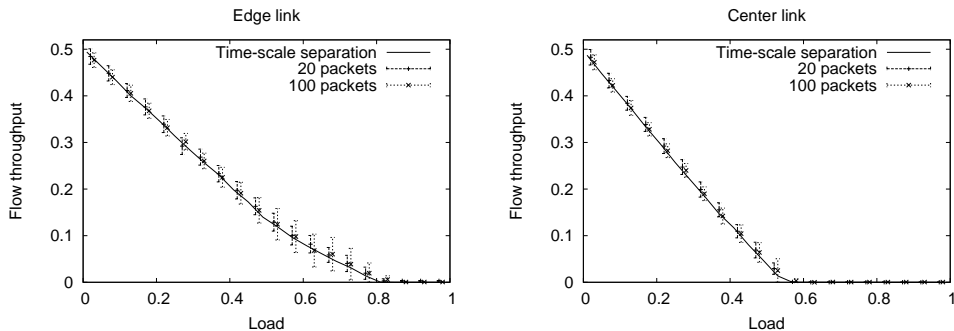 Edge link
Time-scale separation
20 packets
100 packets
0.5
0.4
0.3
0.2
0.1
0
Flow throughput
0 0.2 0.4 0.6 0.8 1
Load
Center link
Time-scale separation
20 packets
100 packets
0.5
0.4
0.3
0.2
0.1
0
Flow throughput
0 0.2 0.4 0.6 0.8 1
Load